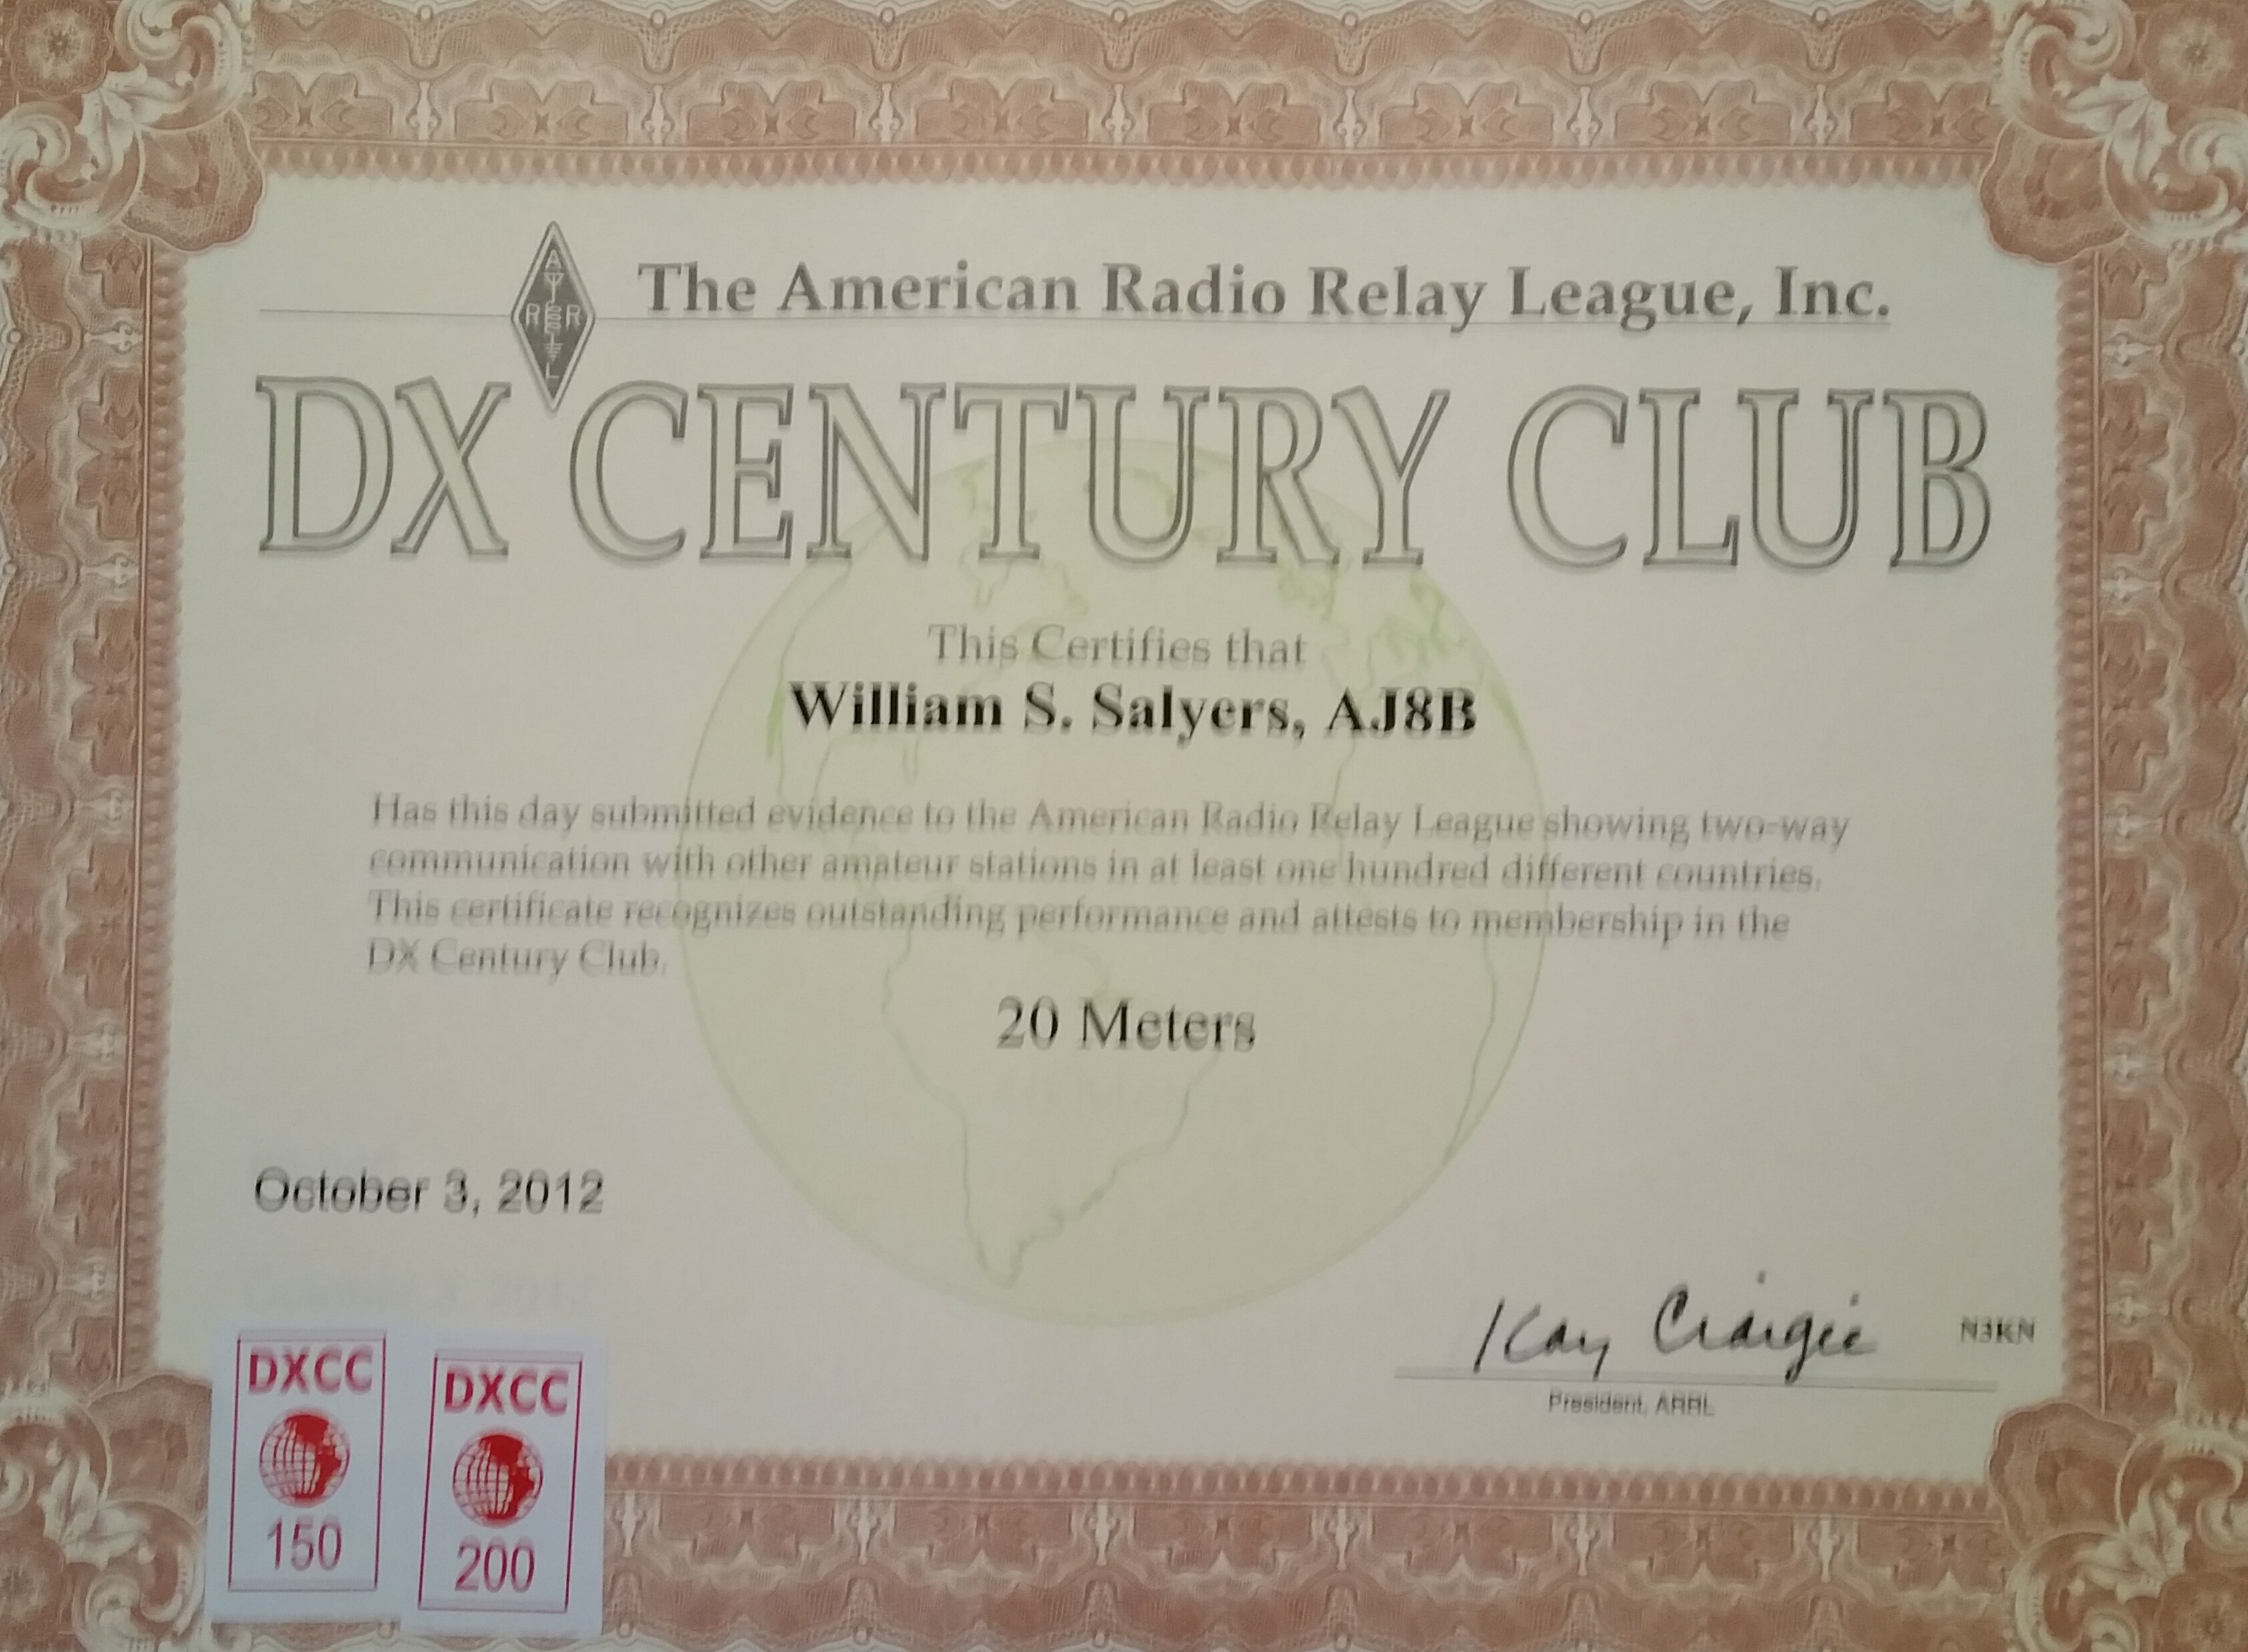 The American Radio Relay League, Inc.
A
R R
L
DX CENTURY CLUB
This Certifies that
William S. Salyers, AJ8B
Has this day submitted evidence to the American Radio Relay League showing two-way
communication with other amateur stations in at least one hundred different countries.
This certificate recognizes outstanding performance and attests to membership in the
DX Century Club.
20 Meters
October 3, 2012
Kay Craigie N3KN
President, ARRL
DXCC
150
DXCC
200